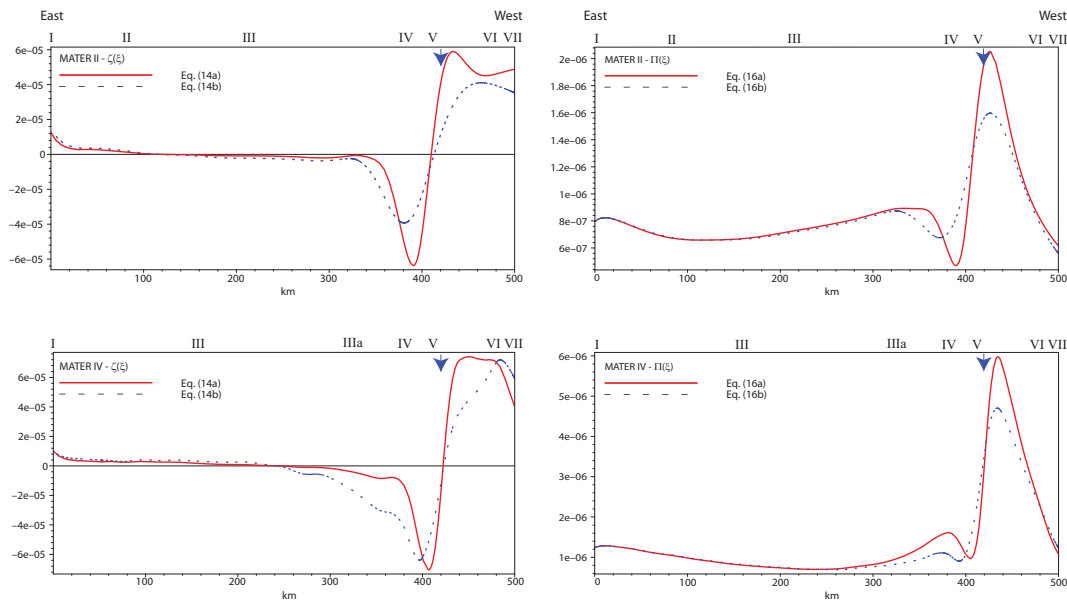 East West
I II III IV V VI VII
MATER II - ζ(ξ)
Eq. (14a)
Eq. (14b)
6e-05
4e-05
2e-05
0
−2e-05
−4e-05
−6e-05
100 200 300 400 500
km
East West
I II III IV V VI VII
MATER II - Π(ξ)
Eq. (16a)
Eq. (16b)
2e-06
1.8e-06
1.6e-06
1.4e-06
1.2e-06
1e-06
8e-07
6e-07
0 100 200 300 400 500
km
I III IIIa IV V VI VII
MATER IV - ζ(ξ)
Eq. (14a)
Eq. (14b)
6e-05
4e-05
2e-05
0
−2e-05
−4e-05
−6e-05
100 200 300 400 500
km
I III IIIa IV V VI VII
MATER IV - Π(ξ)
Eq. (16a)
Eq. (16b)
6e-06
5e-06
4e-06
3e-06
2e-06
1e-06
0 100 200 300 400 500
km